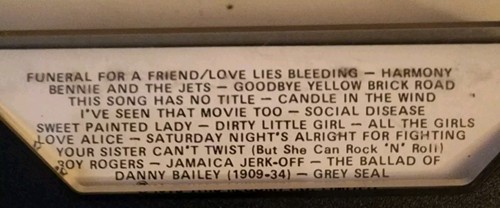 FUNERAL FOR A FRIEND/LOVE LIES BLEEDING — HARMONY
BENNIE AND THE JETS — GOODBYE YELLOW BRICK ROAD
THIS SONG HAS NO TITLE — CANDLE IN THE WIND
I'VE SEEN THAT MOVIE TOO — SOCIAL DISEASE
SWEET PAINTED LADY — DIRTY LITTLE GIRL — ALL THE GIRLS
LOVE ALICE — SATURDAY NIGHT'S ALRIGHT FOR FIGHTING
YOUR SISTER CAN'T TWIST (But She Can Rock 'N' Roll)
ROY ROGERS — JAMAICA JERK-OFF — THE BALLAD OF
DANNY BAILEY (1909-34) — GREY SEAL